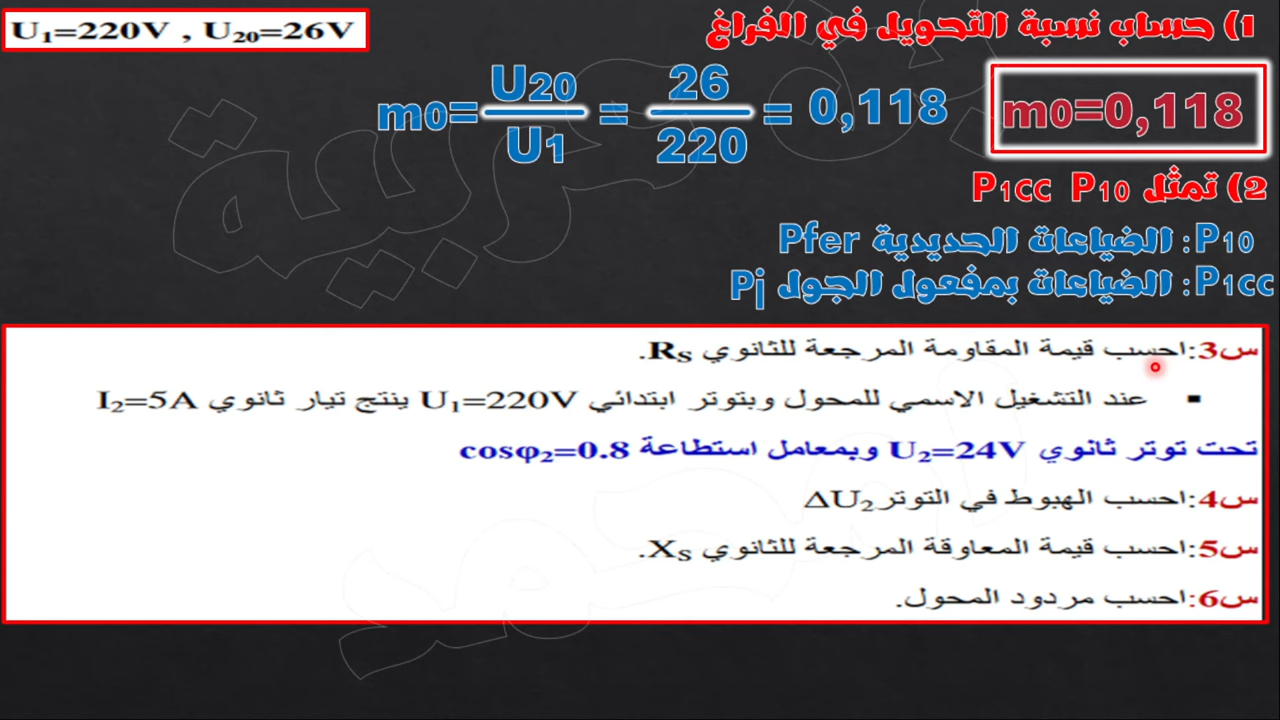 U₁=220V , U₂₀=26V
1) حساب نسبة التحويل في الفراغ
m0= U20 / U1 = 26 / 220 = 0,118
m0=0,118
2) تمثل P10 P1CC
P10: الضياعات الحديدية Pfer
P1CC: الضياعات بمفعول الجول Pj
س3:احسب قيمة المقاومة المرجعة للثانوي Rₛ.
▪ عند التشغيل الاسمي للمحول وبتوتر ابتدائي U₁=220V ينتج تيار ثانوي I₂=5A
تحت توتر ثانوي U₂=24V وبمعامل استطاعة cosφ₂=0.8
س4:احسب الهبوط في التوتر ΔU₂
س5:احسب قيمة المعاوقة المرجعة للثانوي Xₛ.
س6:احسب مردود المحول.